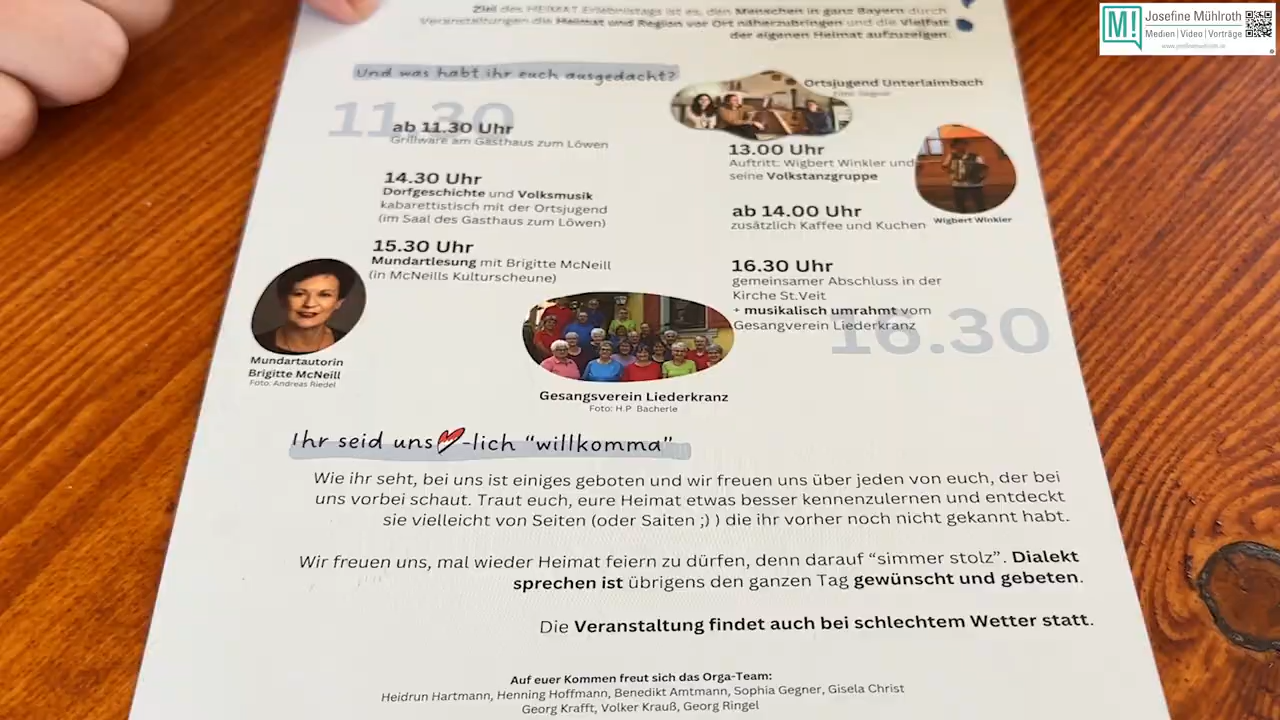 Ziel des HEIMAT Erlebnistags ist es, den Menschen in ganz Bayern durch
Veranstaltungen die Heimat und Region vor Ort näherzubringen und die Vielfalt
der eigenen Heimat aufzuzeigen.
Und was habt ihr euch ausgedacht?
11.30
ab 11.30 Uhr
Grillware am Gasthaus zum Löwen
14.30 Uhr
Dorfgeschichte und Volksmusik
kabarettistisch mit der Ortsjugend
(im Saal des Gasthaus zum Löwen)
15.30 Uhr
Mundartlesung mit Brigitte McNeill
(in McNeills Kulturscheune)
Mundartautorin
Brigitte McNeill
Foto: Andreas Riedel
Ortsjugend Unterlaimbach
13.00 Uhr
Auftritt: Wigbert Winkler und
seine Volkstanzgruppe
Wigbert Winkler
ab 14.00 Uhr
zusätzlich Kaffee und Kuchen
16.30 Uhr
gemeinsamer Abschluss in der
Kirche St.Veit
+ musikalisch umrahmt vom
Gesangverein Liederkranz
16.30
Gesangsverein Liederkranz
Foto: H.P Bacherle
Ihr seid uns -lich "willkomma"
Wie ihr seht, bei uns ist einiges geboten und wir freuen uns über jeden von euch, der bei
uns vorbei schaut. Traut euch, eure Heimat etwas besser kennenzulernen und entdeckt
sie vielleicht von Seiten (oder Saiten ;) ) die ihr vorher noch nicht gekannt habt.
Wir freuen uns, mal wieder Heimat feiern zu dürfen, denn darauf "simmer stolz". Dialekt
sprechen ist übrigens den ganzen Tag gewünscht und gebeten.
Die Veranstaltung findet auch bei schlechtem Wetter statt.
Auf euer Kommen freut sich das Orga-Team:
Heidrun Hartmann, Henning Hoffmann, Benedikt Amtmann, Sophia Gegner, Gisela Christ
Georg Krafft, Volker Krauß, Georg Ringel
M!
Josefine Mühlroth
Medien | Video | Vorträge